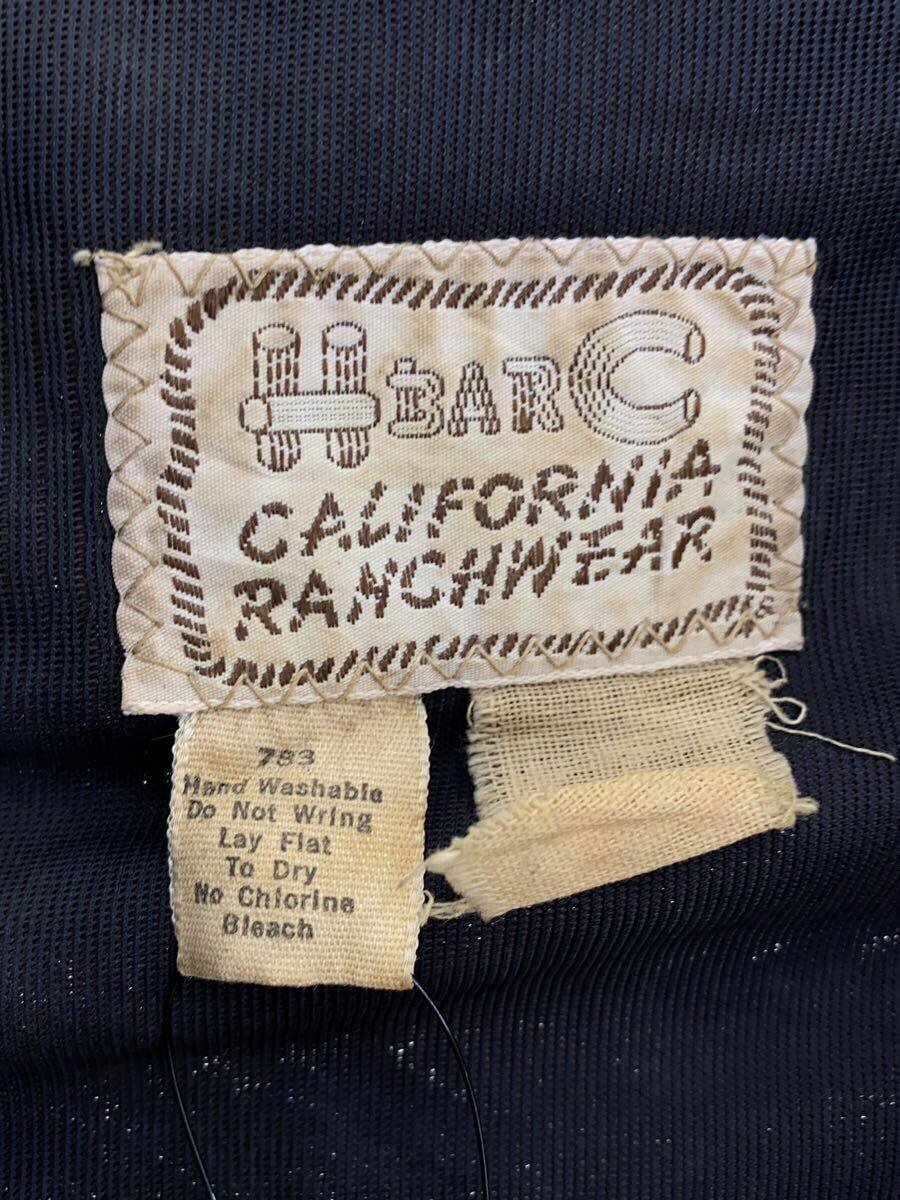 H BAR C
CALIFORNIA
RANCHWEAR
783
Hand Washable
Do Not Wring
Lay Flat
To Dry
No Chlorine
Bleach